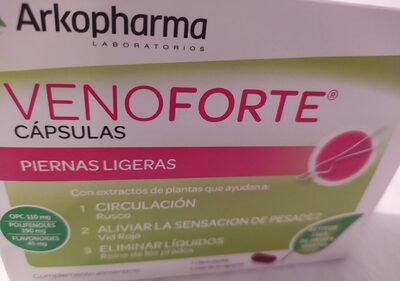 Arkopharma
LABORATORIOS
VENOFORTE®
CÁPSULAS
PIERNAS LIGERAS
Con extractos de plantas que ayudan a:
1 CIRCULACIÓN
Rusco
2 ALIVIAR LA SENSACION DE PESADEZ
Vid Roja
3 ELIMINAR LÍQUIDOS
Reina de los prados
OPC 110 mg
POLIFENOLES
190 mg
FLAVONOIDES
45 mg
Complemento alimenticio